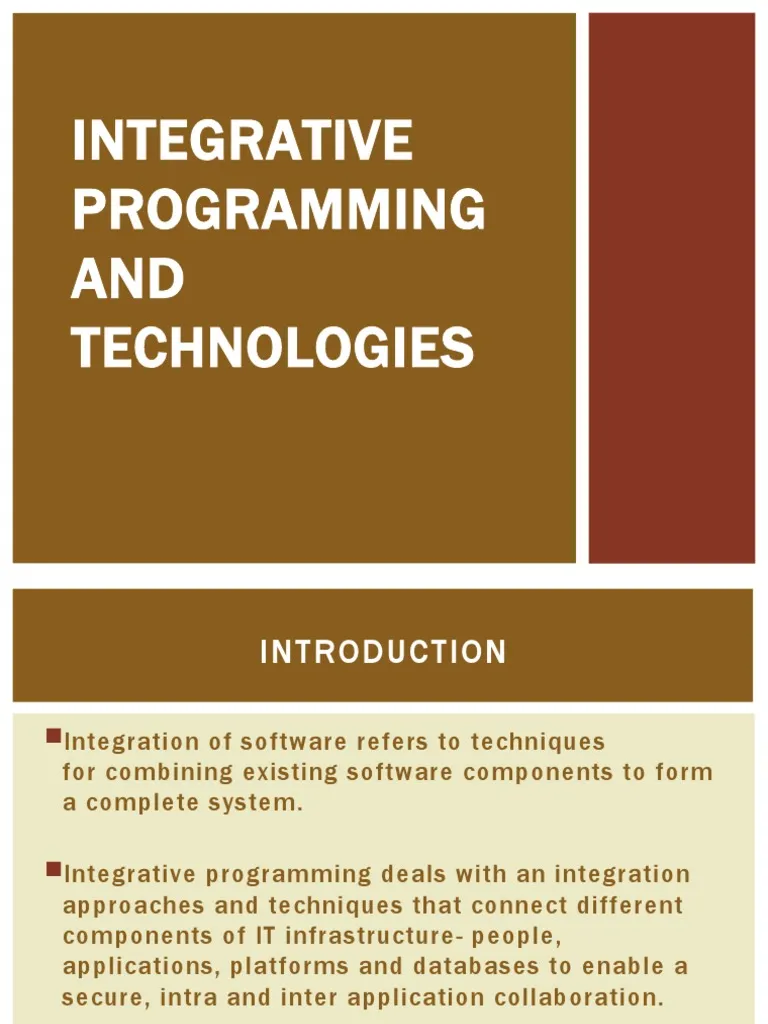 INTEGRATIVE
PROGRAMMING
AND
TECHNOLOGIES
INTRODUCTION
Integration of software refers to techniques
for combining existing software components to form
a complete system.
Integrative programming deals with an integration
approaches and techniques that connect different
components of IT infrastructure- people,
applications, platforms and databases to enable a
secure, intra and inter application collaboration.